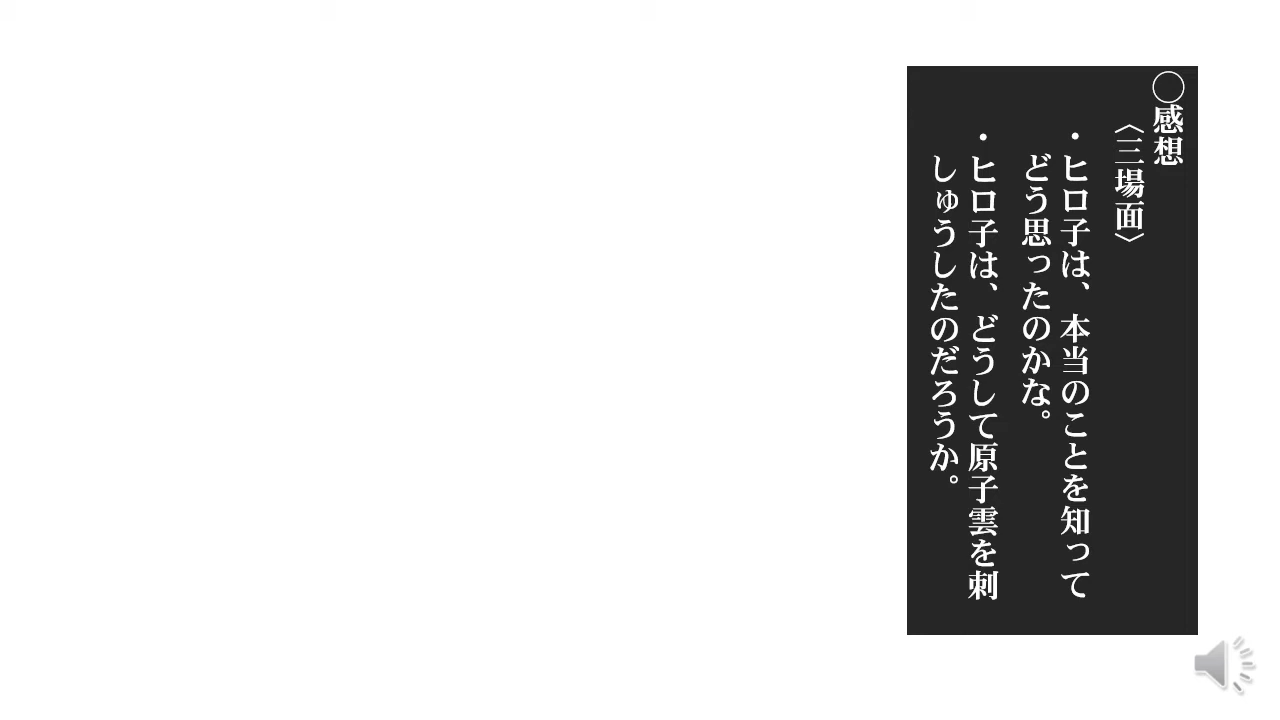 ○感想
〈三場面〉
・ヒロ子は、本当のことを知って
どう思ったのかな。
・ヒロ子は、どうして原子雲を刺
しゅうしたのだろうか。